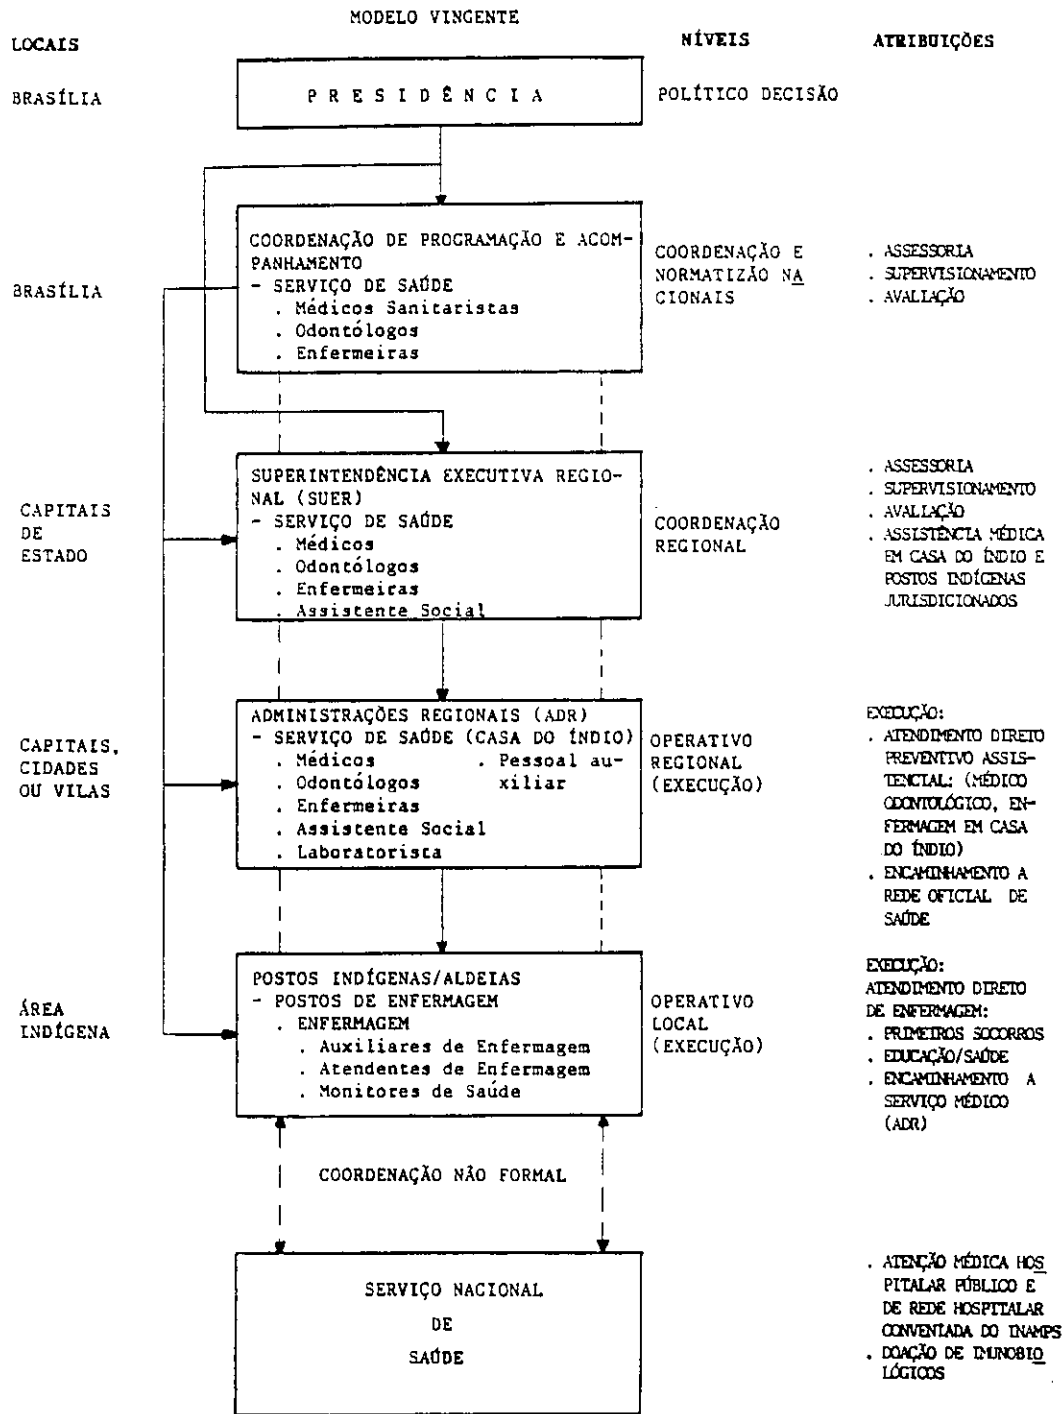 MODELO VINGENTE
LOCAIS
NÍVEIS
ATRIBUIÇÕES
BRASÍLIA
PRESIDÊNCIA
POLÍTICO DECISÃO
BRASÍLIA
COORDENAÇÃO DE PROGRAMAÇÃO E ACOM-
PANHAMENTO
- SERVIÇO DE SAÚDE
. Médicos Sanitaristas
. Odontólogos
. Enfermeiras
COORDENAÇÃO E
NORMATIZÃO NA
CIONAIS
. ASSESSORIA
. SUPERVISIONAMENTO
. AVALIAÇÃO
CAPITAIS
DE
ESTADO
SUPERINTENDÊNCIA EXECUTIVA REGIO-
NAL (SUER)
- SERVIÇO DE SAÚDE
. Médicos
. Odontólogos
. Enfermeiras
. Assistente Social
COORDENAÇÃO
REGIONAL
. ASSESSORIA
. SUPERVISIONAMENTO
. AVALIAÇÃO
. ASSISTÊNCIA MÉDICA
EM CASA DO ÍNDIO E
POSTOS INDÍGENAS
JURISDICIONADOS
CAPITAIS,
CIDADES
OU VILAS
ADMINISTRAÇÕES REGIONAIS (ADR)
- SERVIÇO DE SAÚDE (CASA DO ÍNDIO)
. Médicos . Pessoal au-
. Odontólogos xiliar
. Enfermeiras
. Assistente Social
. Laboratorista
OPERATIVO
REGIONAL
(EXECUÇÃO)
EXECUÇÃO:
. ATENDIMENTO DIRETO
PREVENTIVO ASSIS-
TENCIAL: (MÉDICO
ODONTOLÓGICO, EN-
FERMAGEM EM CASA
DO ÍNDIO)
. ENCAMINHAMENTO A
REDE OFICIAL DE
SAÚDE
ÁREA
INDÍGENA
POSTOS INDÍGENAS/ALDEIAS
- POSTOS DE ENFERMAGEM
. ENFERMAGEM
. Auxiliares de Enfermagem
. Atendentes de Enfermagem
. Monitores de Saúde
OPERATIVO
LOCAL
(EXECUÇÃO)
EXECUÇÃO:
ATENDIMENTO DIRETO
DE ENFERMAGEM:
. PRIMEIROS SOCORROS
. EDUCAÇÃO/SAÚDE
. ENCAMINHAMENTO A
SERVIÇO MÉDICO
(ADR)
COORDENAÇÃO NÃO FORMAL
SERVIÇO NACIONAL
DE
SAÚDE
. ATENÇÃO MÉDICA HOS
PITALAR PÚBLICO E
DE REDE HOSPITALAR
CONVENIADA DO INAMPS
. DOAÇÃO DE IMUNOBIO
LÓGICOS